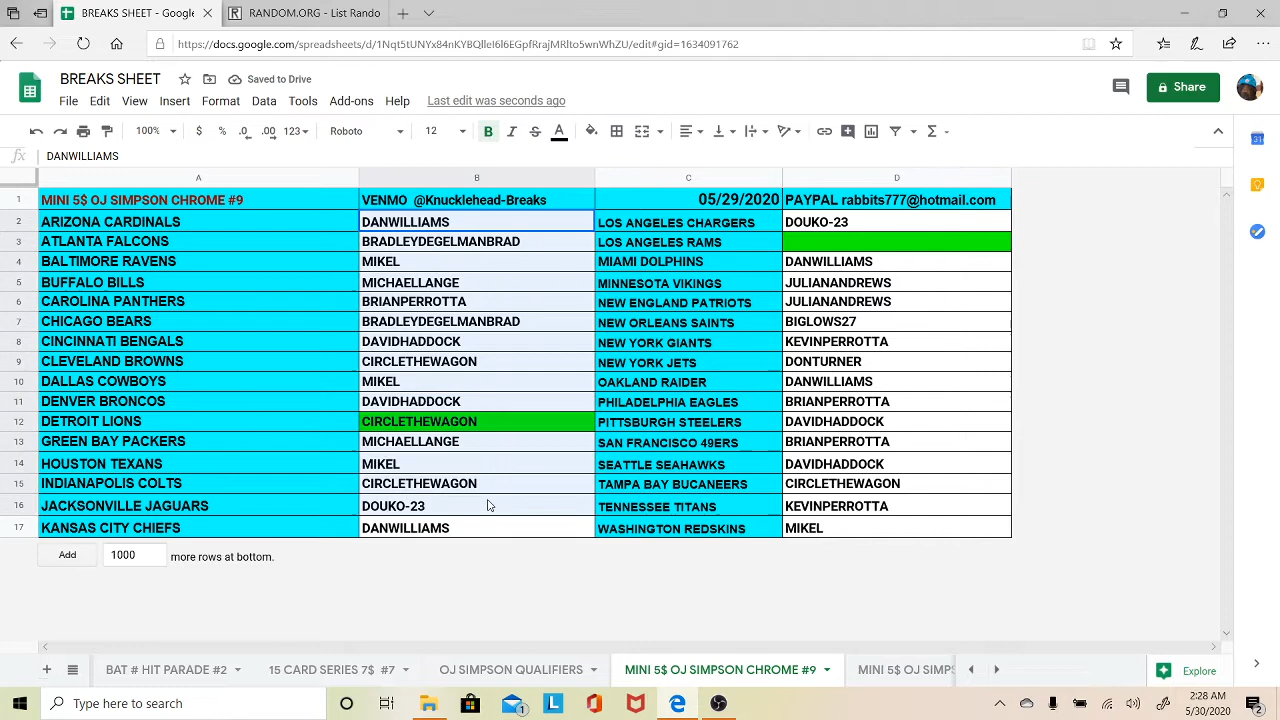 BREAKS SHEET - Go
RANDOM.ORG - List Rando
https://docs.google.com/spreadsheets/d/1Nqt5tUNYx84nKYBQlleI6l6EGpfRrajMRlto5wnWhZU/edit#gid=1634091762
BREAKS SHEET Saved to Drive
File Edit View Insert Format Data Tools Add-ons Help Last edit was seconds ago
Share
100% $ % .0 .00 123 Roboto 12 B I S A
fx DANWILLIAMS
A B C D
1 MINI 5$ OJ SIMPSON CHROME #9 VENMO @Knucklehead-Breaks 05/29/2020 PAYPAL rabbits777@hotmail.com
2 ARIZONA CARDINALS DANWILLIAMS LOS ANGELES CHARGERS DOUKO-23
3 ATLANTA FALCONS BRADLEYDEGELMANBRAD LOS ANGELES RAMS
4 BALTIMORE RAVENS MIKEL MIAMI DOLPHINS DANWILLIAMS
5 BUFFALO BILLS MICHAELLANGE MINNESOTA VIKINGS JULIANANDREWS
6 CAROLINA PANTHERS BRIANPERROTTA NEW ENGLAND PATRIOTS JULIANANDREWS
7 CHICAGO BEARS BRADLEYDEGELMANBRAD NEW ORLEANS SAINTS BIGLOWS27
8 CINCINNATI BENGALS DAVIDHADDOCK NEW YORK GIANTS KEVINPERROTTA
9 CLEVELAND BROWNS CIRCLETHEWAGON NEW YORK JETS DONTURNER
10 DALLAS COWBOYS MIKEL OAKLAND RAIDER DANWILLIAMS
11 DENVER BRONCOS DAVIDHADDOCK PHILADELPHIA EAGLES BRIANPERROTTA
12 DETROIT LIONS CIRCLETHEWAGON PITTSBURGH STEELERS DAVIDHADDOCK
GREEN BAY PACKERS MICHAELLANGE SAN FRANCISCO 49ERS BRIANPERROTTA
14 HOUSTON TEXANS MIKEL SEATTLE SEAHAWKS DAVIDHADDOCK
15 INDIANAPOLIS COLTS CIRCLETHEWAGON TAMPA BAY BUCANEERS CIRCLETHEWAGON
16 JACKSONVILLE JAGUARS DOUKO-23 TENNESSEE TITANS KEVINPERROTTA
17 KANSAS CITY CHIEFS DANWILLIAMS WASHINGTON REDSKINS MIKEL
Add 1000 more rows at bottom.
BAT # HIT PARADE #2 15 CARD SERIES 7$ #7 OJ SIMPSON QUALIFIERS MINI 5$ OJ SIMPSON CHROME #9 MINI 5$ OJ SIMPS Explore
Type here to search
1
2:28 AM
5/30/2020
2